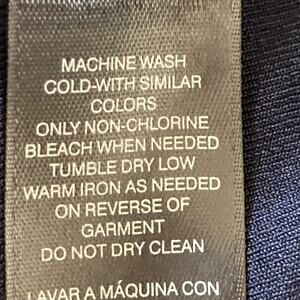 MACHINE WASH
COLD-WITH SIMILAR
COLORS
ONLY NON-CHLORINE
BLEACH WHEN NEEDED
TUMBLE DRY LOW
WARM IRON AS NEEDED
ON REVERSE OF
GARMENT
DO NOT DRY CLEAN
LAVAR A MÁQUINA CON